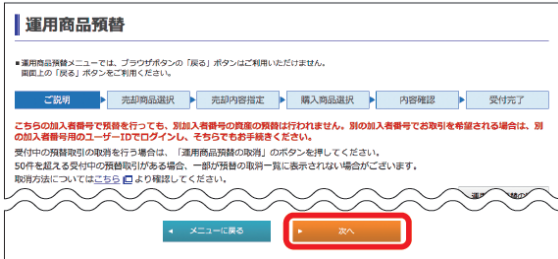 運用商品預替
■運用商品預替メニューでは、ブラウザボタンの「戻る」ボタンはご利用いただけません。
画面上の「戻る」ボタンをご利用ください。
ご説明 売却商品選択 売却内容指定 購入商品選択 内容確認 受付完了
こちらの加入者番号で預替を行っても、別加入者番号の資産の預替は行われません。別の加入者番号でお取引を希望される場合は、別
の加入者番号用のユーザーIDでログインし、そちらでもお手続きください。
受付中の預替取引の取消を行う場合は、「運用商品預替の取消」のボタンを押してください。
50件を超える受付中の預替取引がある場合、一部が預替の取消一覧に表示されない場合がございます。
取消方法についてはこちらより確認してください。
メニューに戻る 次へ